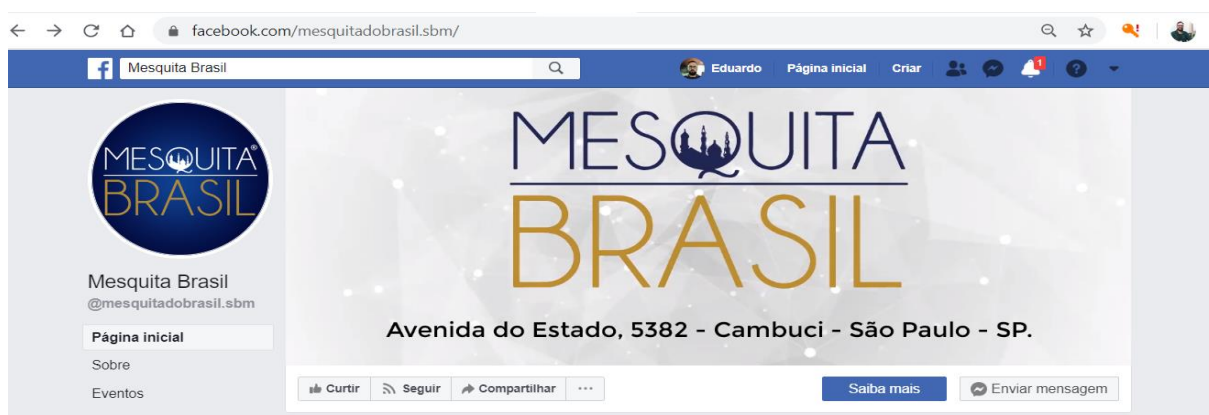 facebook.com/mesquitadobrasil.sbm/
Mesquita Brasil
Eduardo
Página inicial
Criar
1
MESQUITA®
BRASIL
MESQUITA
BRASIL
Avenida do Estado, 5382 - Cambuci - São Paulo - SP.
Mesquita Brasil
@mesquitadobrasil.sbm
Página inicial
Sobre
Eventos
Curtir
Seguir
Compartilhar
Saiba mais
Enviar mensagem